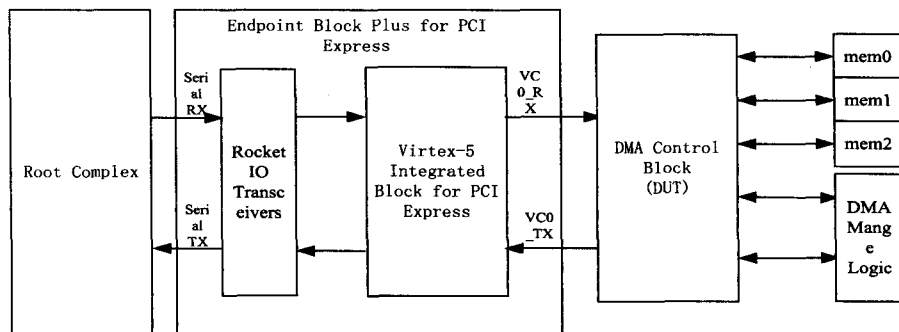 Endpoint Block Plus for PCI
Express
Root Complex
Seri
al
RX
Seri
al
TX
Rocket
IO
Transc
eivers
Virtex-5
Integrated
Block for PCI
Express
VC
0_R
X
VC0
_TX
DMA Control
Block
(DUT)
mem0
mem1
mem2
DMA
Mang
e
Logic